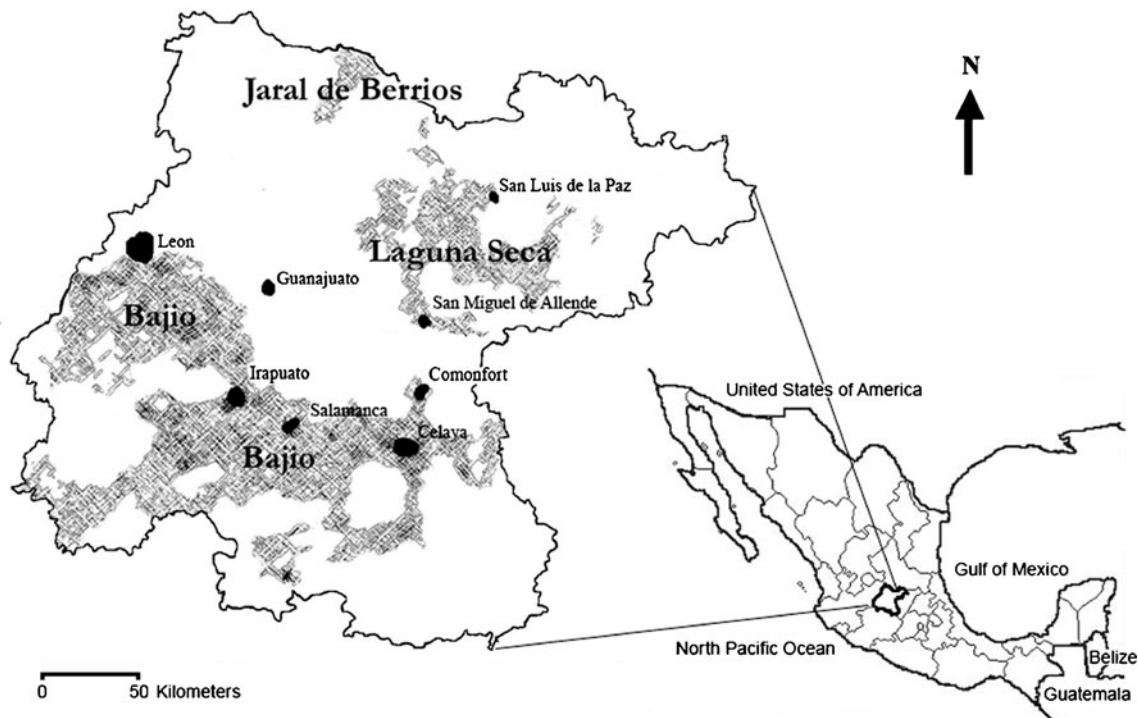 Jaral de Berrios
N
San Luis de la Paz
Leon
Laguna Seca
Guanajuato
San Miguel de Allende
Bajio
Irapuato
Comonfort
Salamanca
Celaya
Bajio
United States of America
Gulf of Mexico
North Pacific Ocean
Belize
Guatemala
0 50 Kilometers